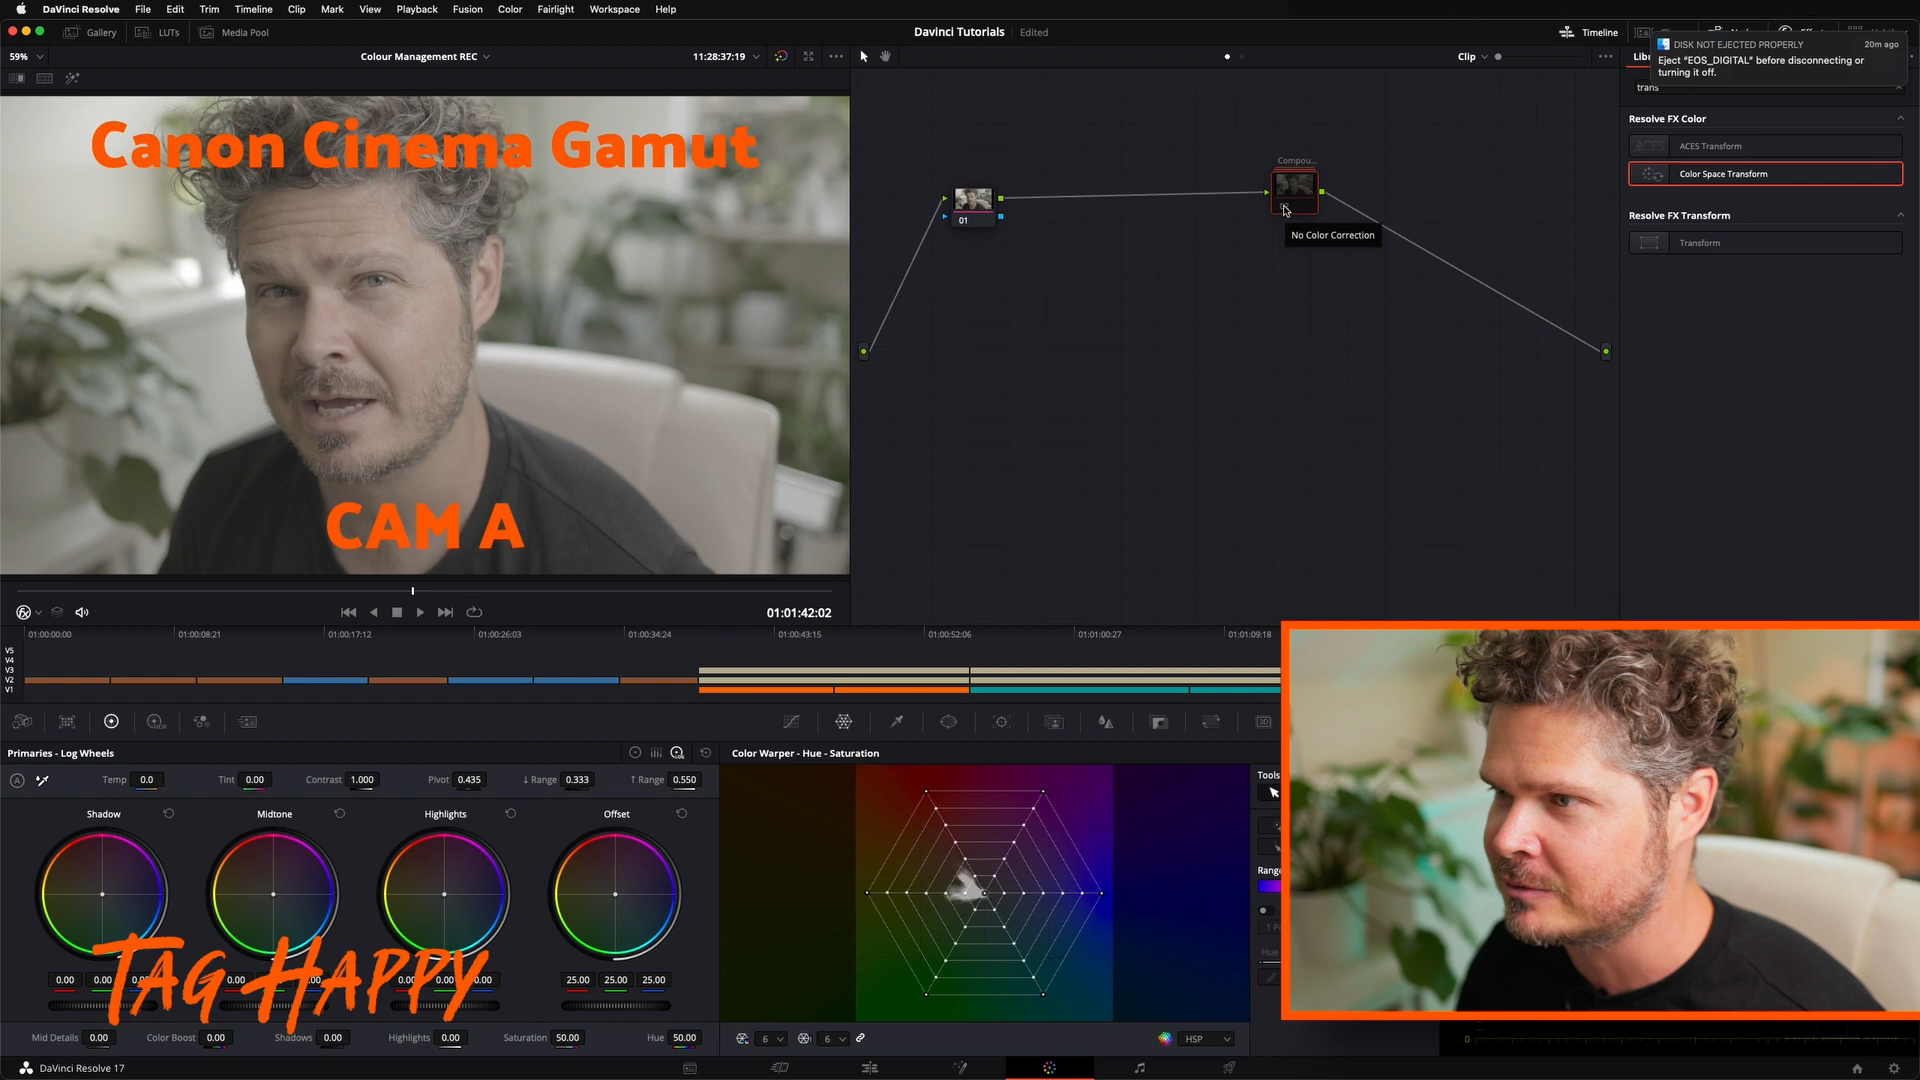 DaVinci Resolve File Edit Trim Timeline Clip Mark View Playback Fusion Color Fairlight Workspace Help
Gallery LUTs Media Pool Davinci Tutorials Edited Timeline
DISK NOT EJECTED PROPERLY 20m ago
Eject “EOS_DIGITAL” before disconnecting or
turning it off.
59% Colour Management REC 11:28:37:19 Clip
trans
Resolve FX Color
ACES Transform
Color Space Transform
Resolve FX Transform
Transform
Canon Cinema Gamut
CAM A
Compou...
01
No Color Correction
01:01:42:02
01:00:00:00 01:00:08:21 01:00:17:12 01:00:26:03 01:00:34:24 01:00:43:15 01:00:52:06 01:01:00:27 01:01:09:18
V5
V4
V3
V2
V1
Primaries - Log Wheels Color Warper - Hue - Saturation
Temp 0.0 Tint 0.00 Contrast 1.000 Pivot 0.435 ↓ Range 0.333 ↑ Range 0.550 Tools
Shadow Midtone Highlights Offset
Range
Hue
0.00 0.00 0.00 0.00 25.00 25.00 25.00
TAG HAPPY
Mid Details 0.00 Color Boost 0.00 Shadows 0.00 Highlights 0.00 Saturation 50.00 Hue 50.00 6 6 HSP 0
DaVinci Resolve 17